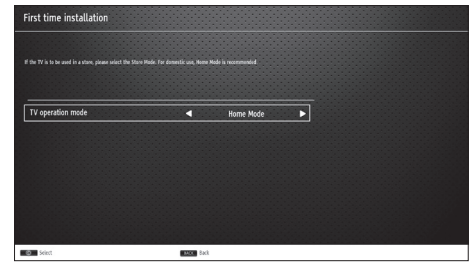 First time installation
If the TV is to be used in a store, please select the Store Mode. For domestic use, Home Mode is recommended.
TV operation mode ◀ Home Mode ▶
OK Select BACK Back